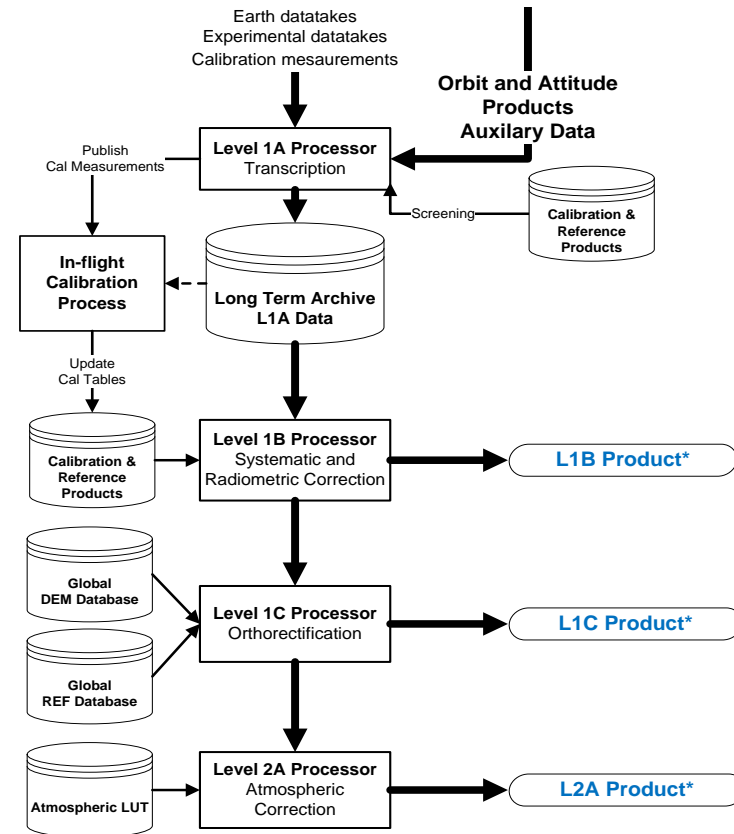 Earth datatakes
Experimental datatakes
Calibration mesaurements
Orbit and Attitude
Products
Auxilary Data
Publish
Cal Measurements
Level 1A Processor
Transcription
Screening
Calibration &
Reference
Products
In-flight
Calibration
Process
Long Term Archive
L1A Data
Update
Cal Tables
Calibration &
Reference
Products
Level 1B Processor
Systematic and
Radiometric Correction
L1B Product*
Global
DEM Database
Level 1C Processor
Orthorectification
L1C Product*
Global
REF Database
Atmospheric LUT
Level 2A Processor
Atmospheric
Correction
L2A Product*